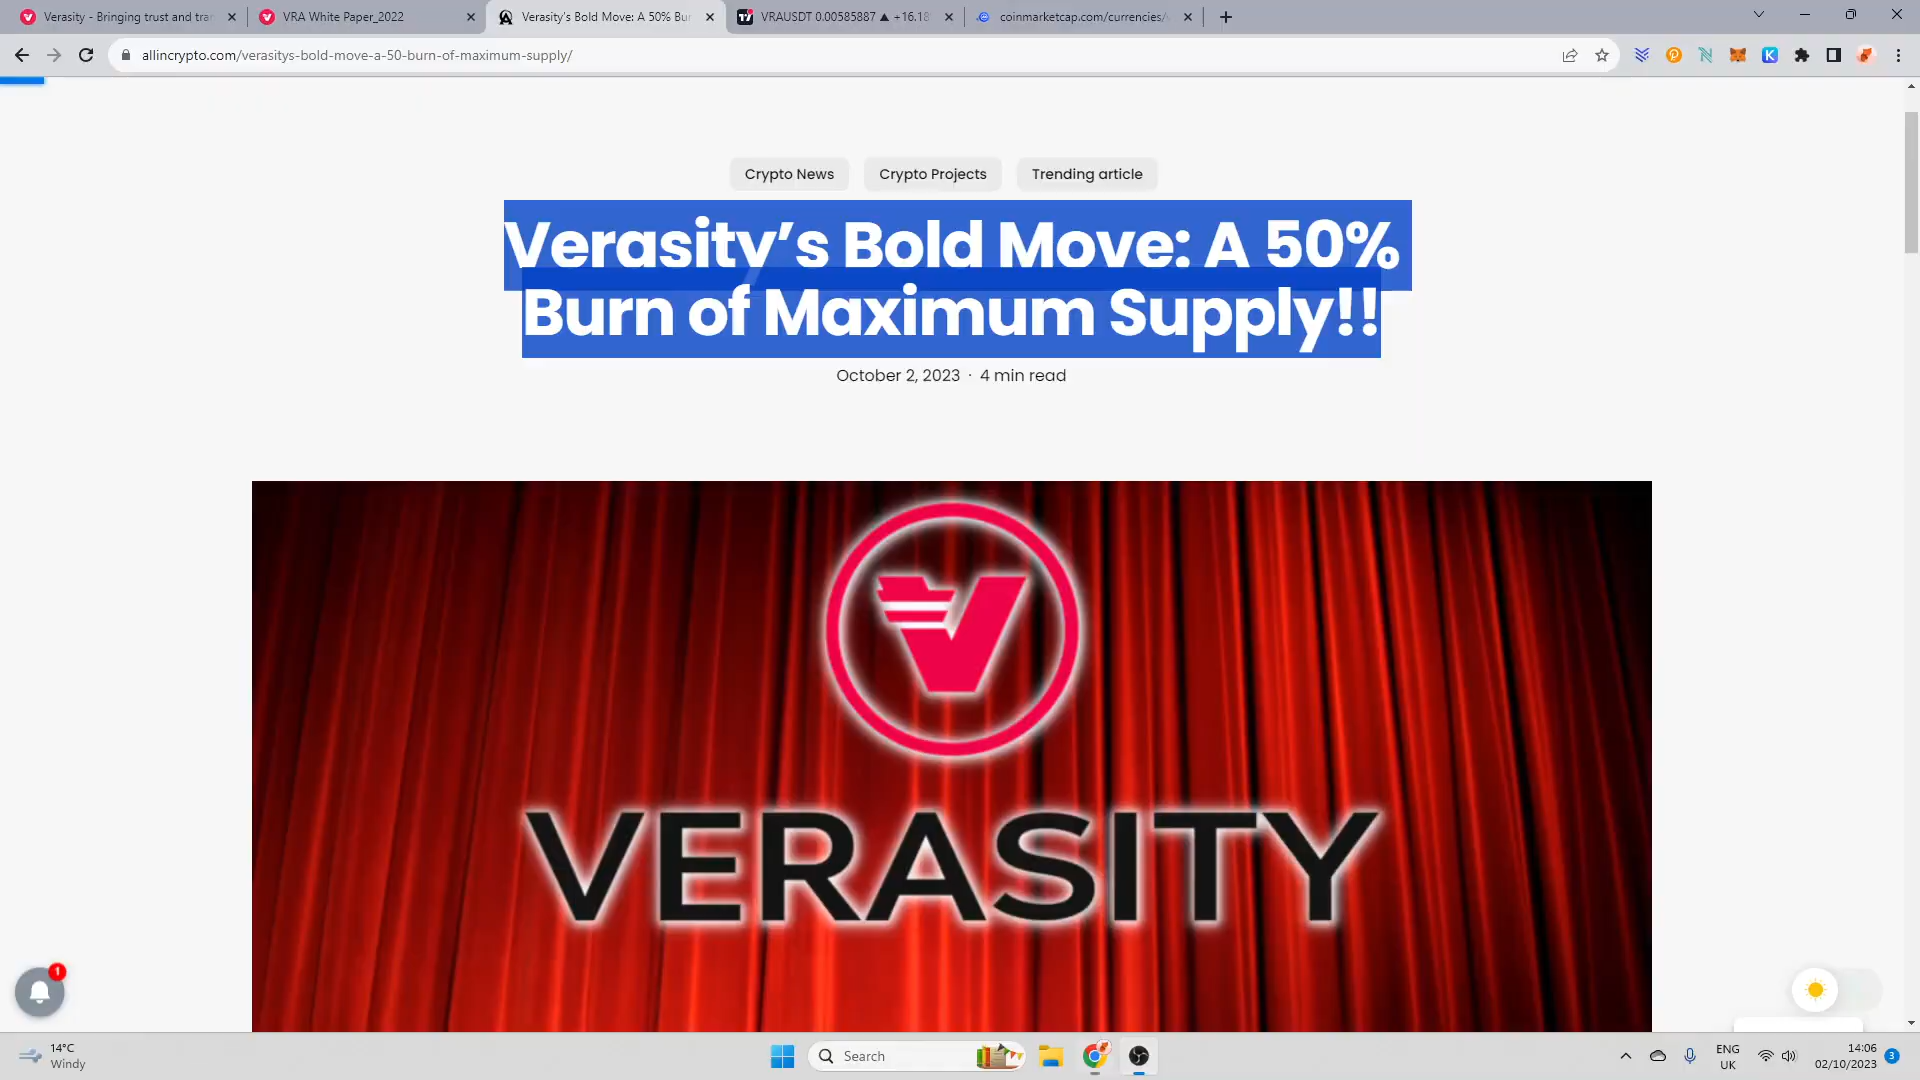 Verasity - Bringing trust and tra
VRA White Paper_2022
Verasity's Bold Move: A 50% Bu
VRAUSDT 0.00585887 ▲ +16.18
coinmarketcap.com/currencies/
allincrypto.com/verasitys-bold-move-a-50-burn-of-maximum-supply/
Crypto News
Crypto Projects
Trending article
Verasity’s Bold Move: A 50%
Burn of Maximum Supply!!
October 2, 2023 · 4 min read
VERASITY
1
14°C
Windy
Search
ENG
UK
14:06
02/10/2023
3